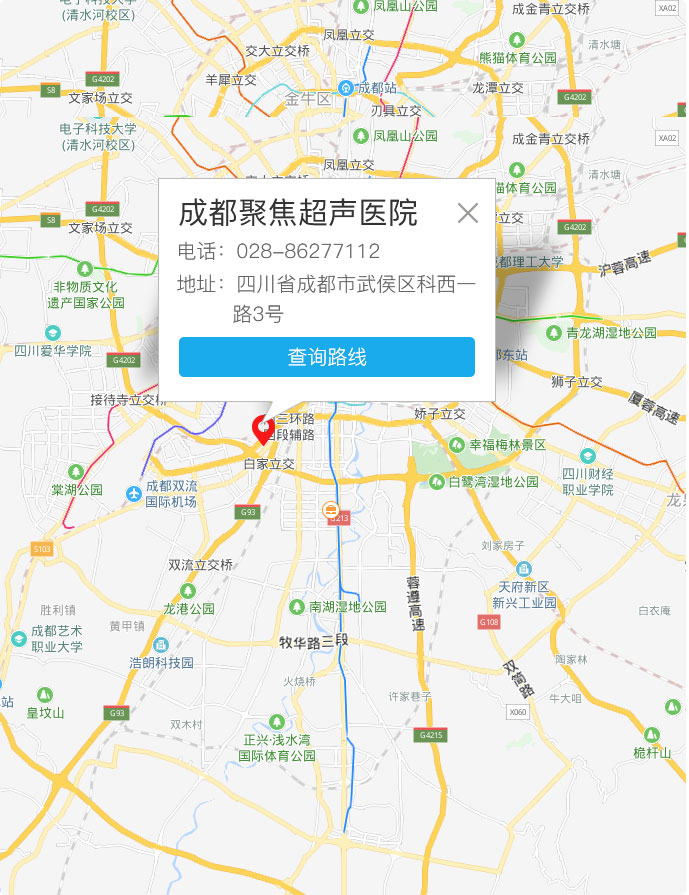 凤凰山公园
成金青立交
XA02
(清水河校区)
凤凰立交
交大立交桥
熊猫体育公园
清水塘
G4202
羊犀立交
S8
文家场立交
金牛区
成都站
龙潭立交
G4202
刃具立交
电子科技大学
(清水河校区)
凤凰山公园
成金青立交
XA02
凤凰立交
清水塘
猫体育公园
G4202
S8
文家场立交
G4202
成都聚焦超声医院
电话：028-86277112
地址：四川省成都市武侯区科西一
路3号
查询路线
都理工大学
沪蓉高速
非物质文化
遗产国家公园
四川爱华学院
G4202
青龙湖湿地公园
都东站
狮子立交
接待寺立交桥
三环路
段辅路
娇子立交
厦蓉高速
白家立交
幸福梅林景区
白鹭湾湿地公园
四川财经
职业学院
棠湖公园
成都双流
国际机场
G93
G213
S103
刘家房子
双流立交桥
天府新区
新兴工业园
蓉遵高速
胜利镇
龙港公园
南湖湿地公园
白衣庵
黄甲镇
G108
成都艺术
职业大学
牧华路三段
浩朗科技园
陶家林
双简路
火烧桥
站
许家巷子
牛大咀
皇坟山
G93
双木村
X060
正兴·浅水湾
国际体育公园
G4215
桅杆山